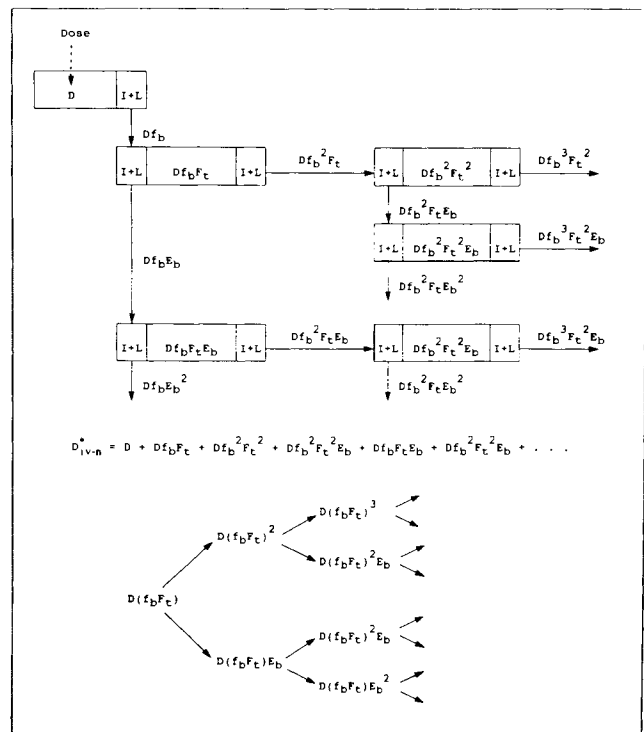 Dose
D I+L
Df_b
I+L Df_bF_t I+L Df_b^2F_t I+L Df_b^2F_t^2 I+L Df_b^3F_t^2
Df_b^2F_tE_b
I+L Df_b^2F_t^2E_b I+L Df_b^3F_t^2E_b
Df_bE_b
Df_b^2F_tE_b^2
I+L Df_bF_tE_b I+L Df_b^2F_tE_b I+L Df_b^2F_t^2E_b I+L Df_b^3F_t^2E_b
Df_bE_b^2 Df_b^2F_tE_b^2
D*_iv-n = D + Df_bF_t + Df_b^2F_t^2 + Df_b^2F_t^2E_b + Df_bF_tE_b + Df_b^2F_t^2E_b + . . .
D(f_bF_t)^3
D(f_bF_t)^2
D(f_bF_t)^2E_b
D(f_bF_t)
D(f_bF_t)^2E_b
D(f_bF_t)E_b
D(f_bF_t)E_b^2